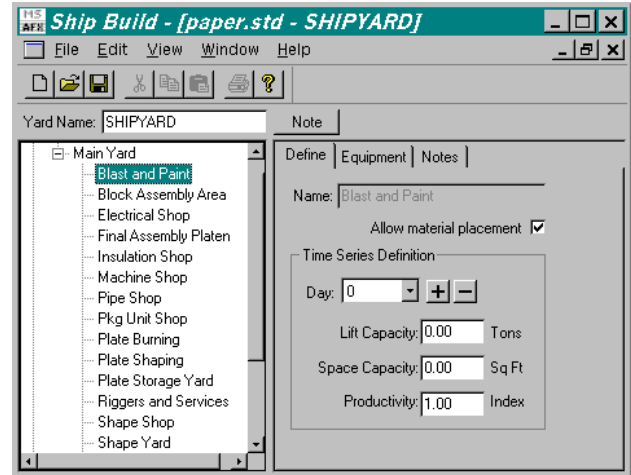 MS AFX Ship Build - [paper.std - SHIPYARD]
File Edit View Window Help
Yard Name: SHIPYARD Note
Main Yard
Blast and Paint
Block Assembly Area
Electrical Shop
Final Assembly Platen
Insulation Shop
Machine Shop
Pipe Shop
Pkg Unit Shop
Plate Burning
Plate Shaping
Plate Storage Yard
Riggers and Services
Shape Shop
Shape Yard
Define Equipment Notes
Name: Blast and Paint
Allow material placement
Time Series Definition
Day: 0
Lift Capacity: 0.00 Tons
Space Capacity: 0.00 Sq Ft
Productivity: 1.00 Index